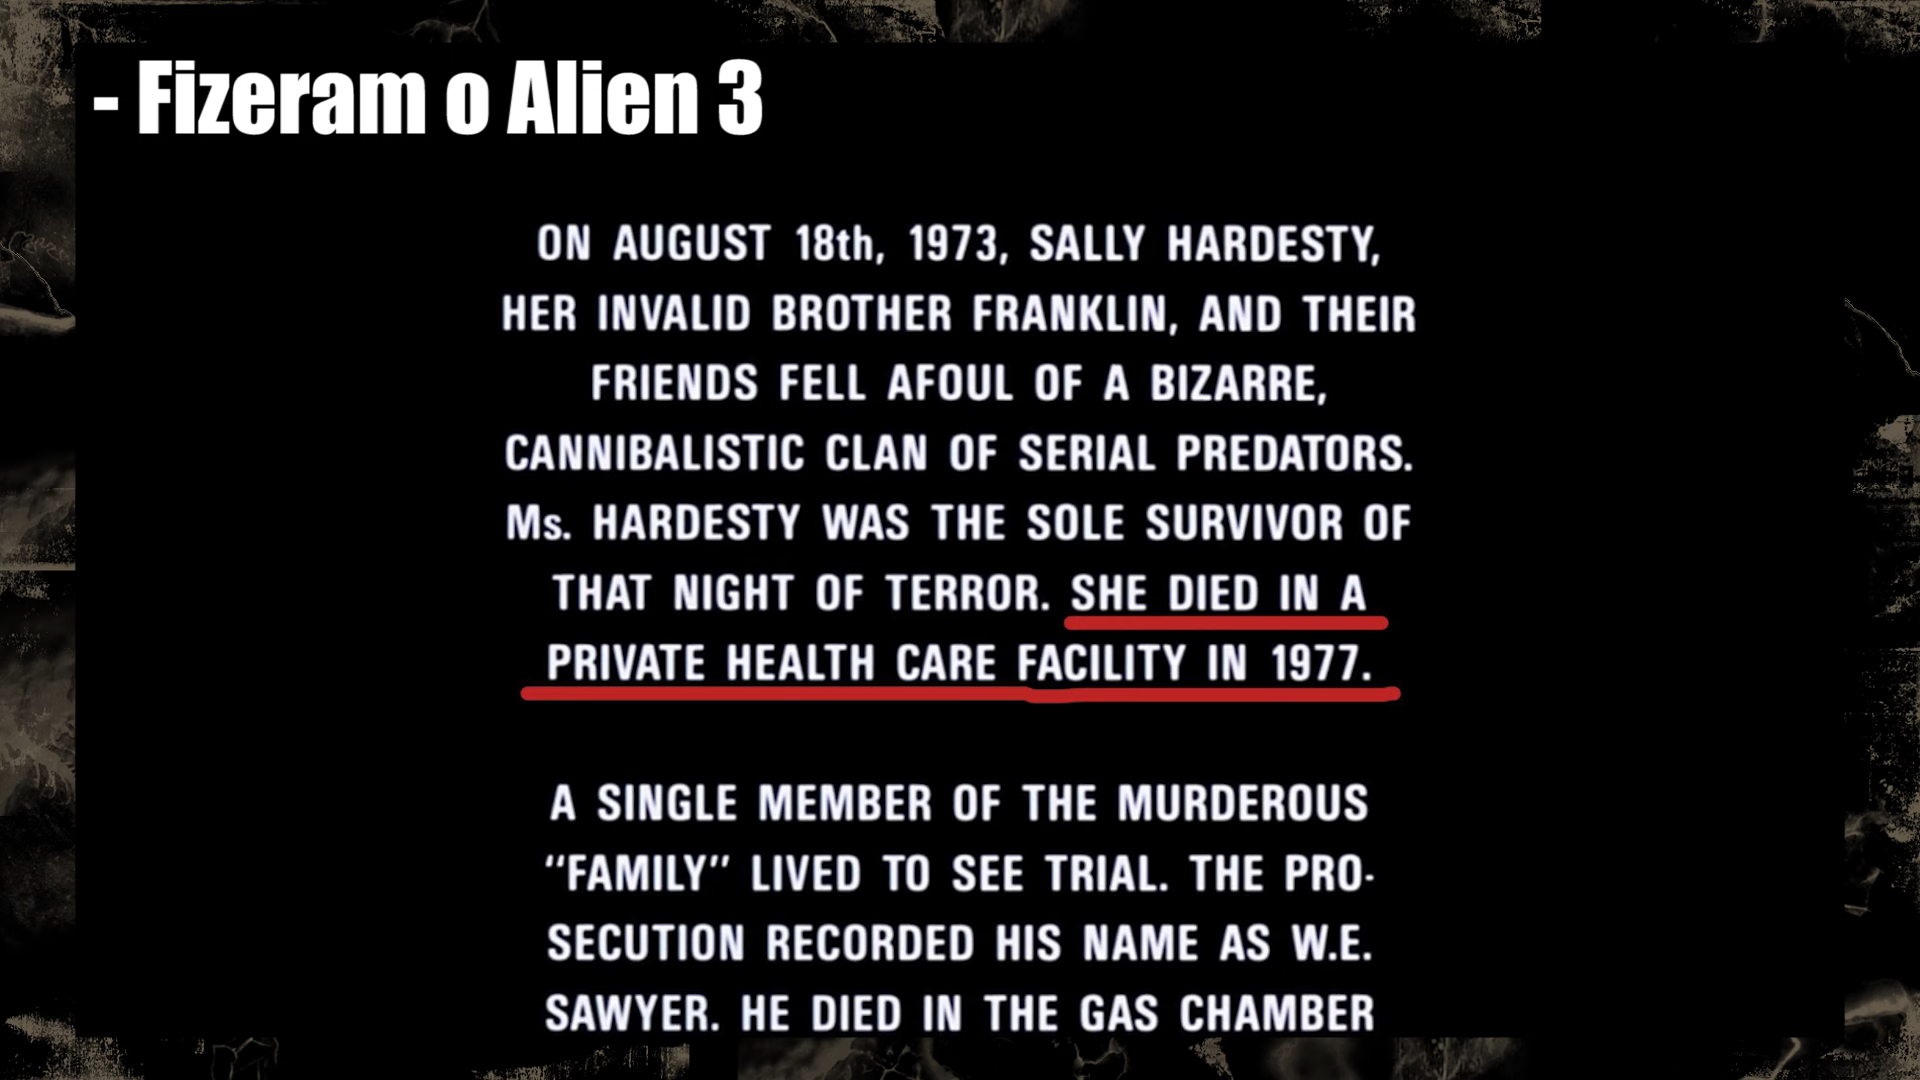 - Fizeram o Alien 3
ON AUGUST 18th, 1973, SALLY HARDESTY,
HER INVALID BROTHER FRANKLIN, AND THEIR
FRIENDS FELL AFOUL OF A BIZARRE,
CANNIBALISTIC CLAN OF SERIAL PREDATORS.
Ms. HARDESTY WAS THE SOLE SURVIVOR OF
THAT NIGHT OF TERROR. SHE DIED IN A
PRIVATE HEALTH CARE FACILITY IN 1977.
A SINGLE MEMBER OF THE MURDEROUS
"FAMILY" LIVED TO SEE TRIAL. THE PRO-
SECUTION RECORDED HIS NAME AS W.E.
SAWYER. HE DIED IN THE GAS CHAMBER